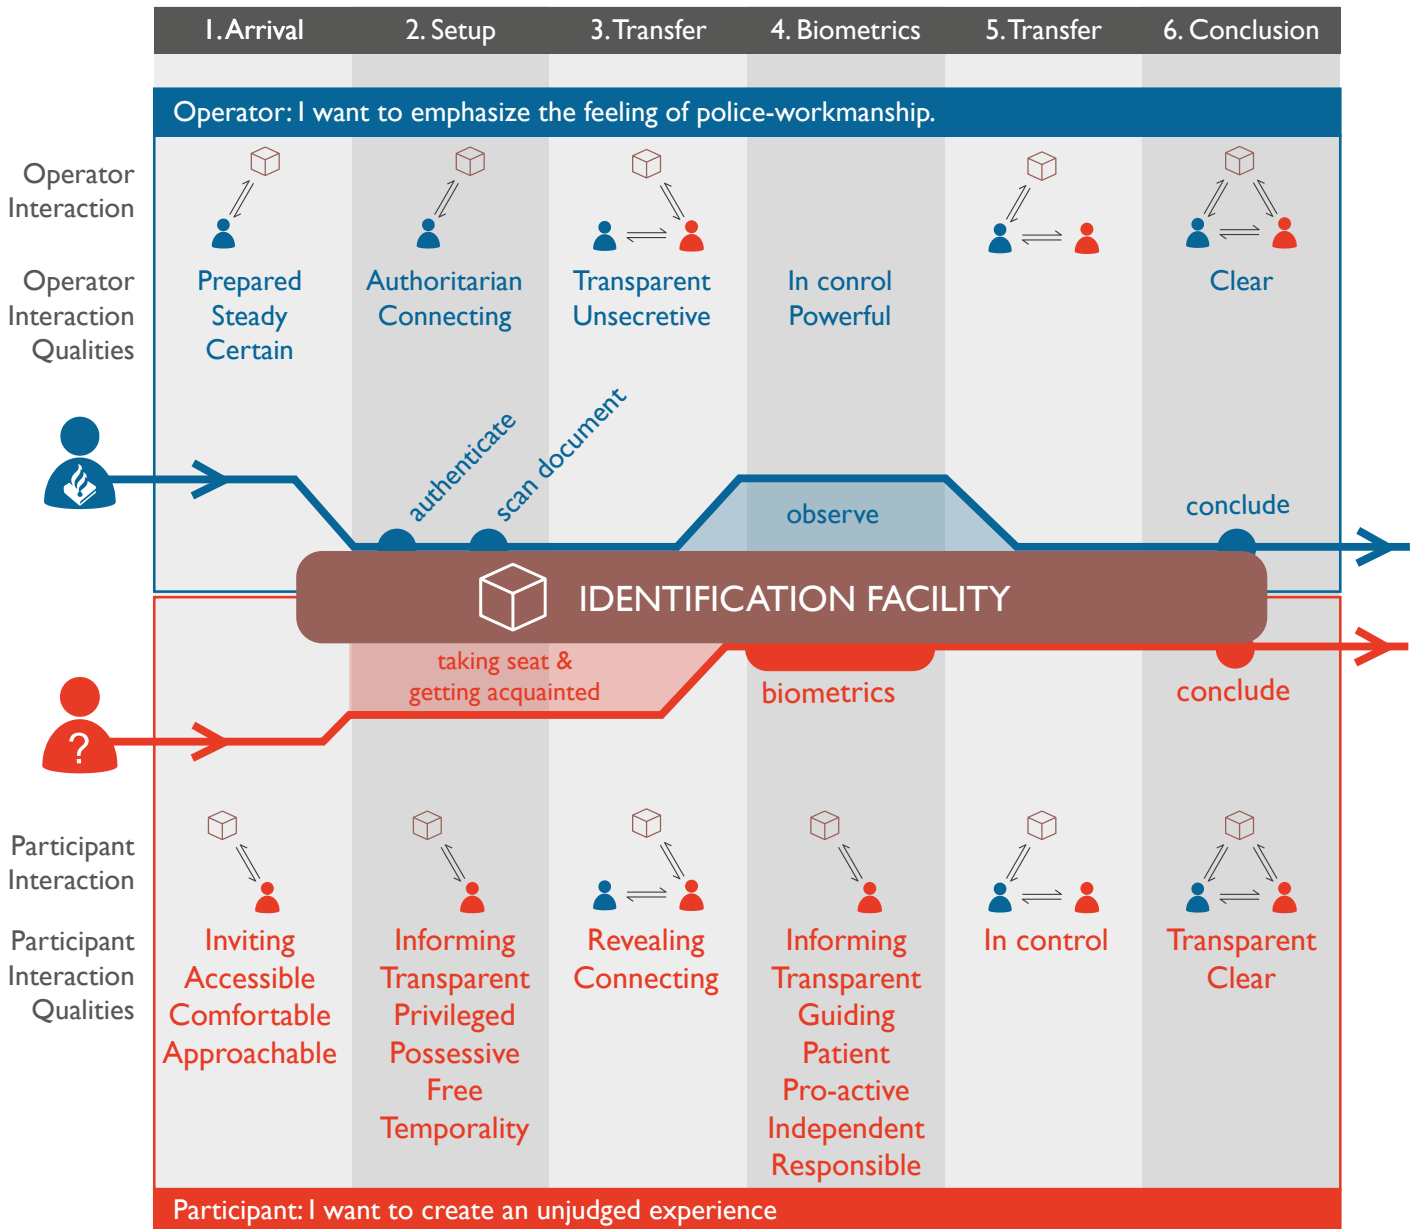 1. Arrival
2. Setup
3. Transfer
4. Biometrics
5. Transfer
6. Conclusion
Operator: I want to emphasize the feeling of police-workmanship.
Operator
Interaction
Operator
Interaction
Qualities
Prepared
Steady
Certain
Authoritarian
Connecting
Transparent
Unsecretive
In conrol
Powerful
Clear
authenticate
scan document
observe
conclude
IDENTIFICATION FACILITY
taking seat &
getting acquainted
biometrics
conclude
?
Participant
Interaction
Participant
Interaction
Qualities
Inviting
Accessible
Comfortable
Approachable
Informing
Transparent
Privileged
Possessive
Free
Temporality
Revealing
Connecting
Informing
Transparent
Guiding
Patient
Pro-active
Independent
Responsible
In control
Transparent
Clear
Participant: I want to create an unjudged experience